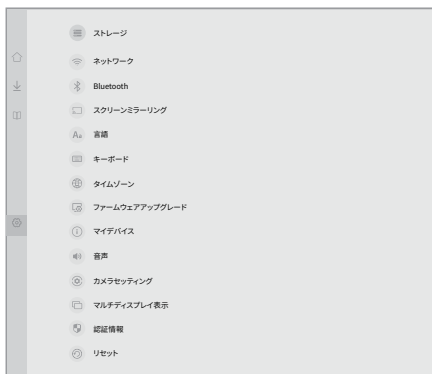 ストレージ
ネットワーク
Bluetooth
スクリーンミラーリング
Aa 言語
キーボード
タイムゾーン
ファームウェアアップグレード
マイデバイス
音声
カメラセッティング
マルチディスプレイ表示
認証情報
リセット